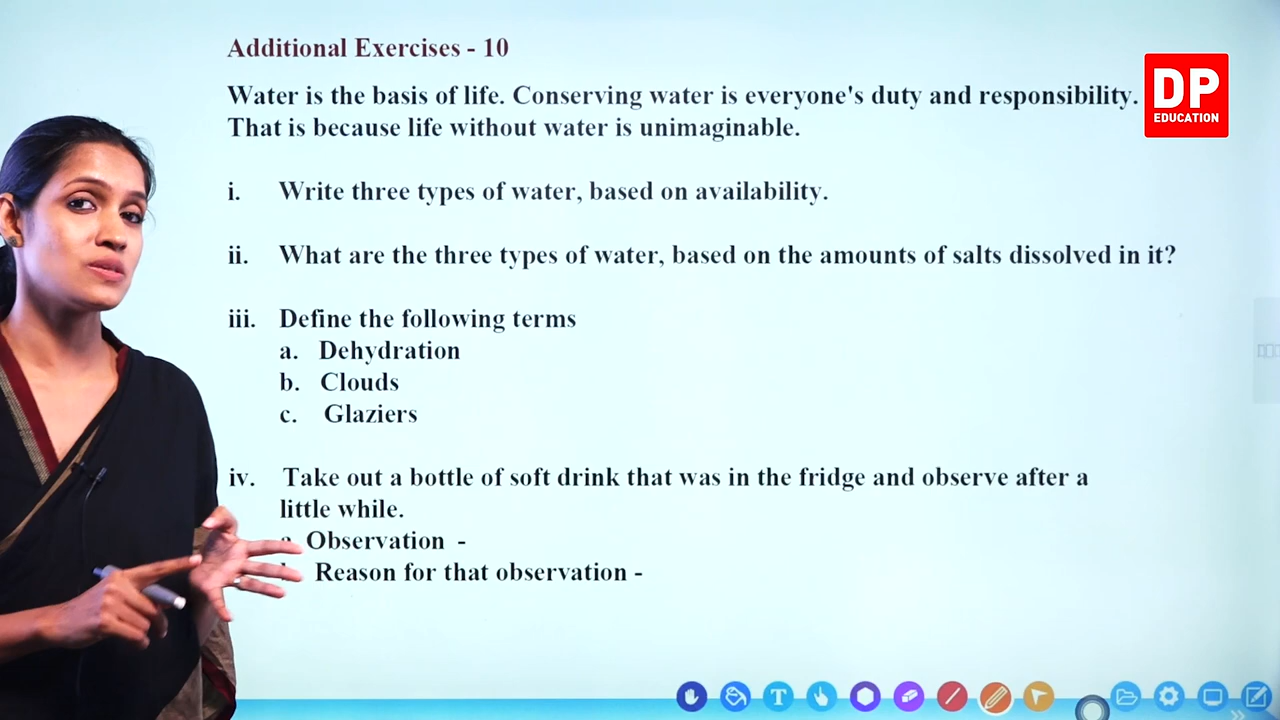 Additional Exercises - 10
Water is the basis of life. Conserving water is everyone's duty and responsibility.
That is because life without water is unimaginable.
DP
EDUCATION
i. Write three types of water, based on availability.
ii. What are the three types of water, based on the amounts of salts dissolved in it?
iii. Define the following terms
a. Dehydration
b. Clouds
c. Glaziers
iv. Take out a bottle of soft drink that was in the fridge and observe after a
little while.
Observation -
Reason for that observation -
T